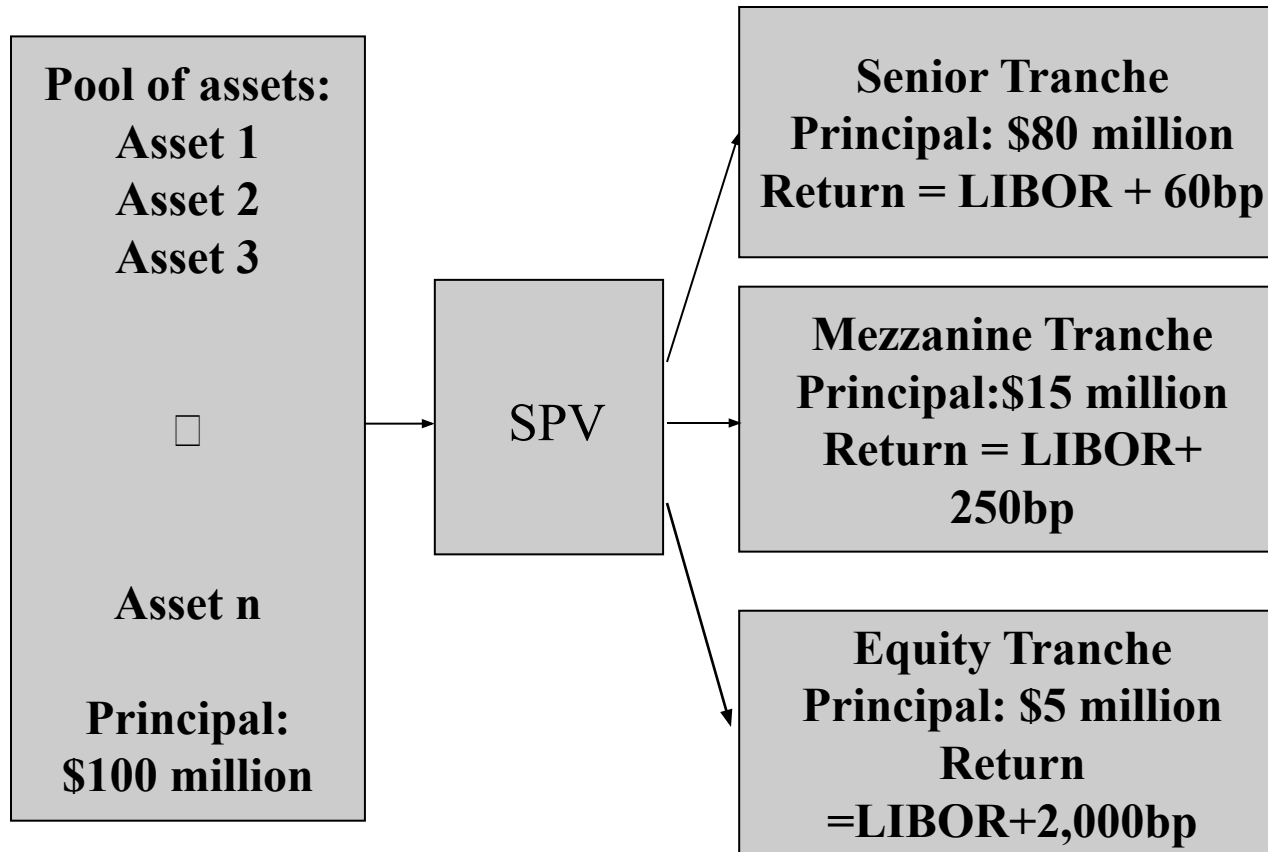 Pool of assets:
Asset 1
Asset 2
Asset 3
Asset n
Principal:
$100 million
SPV
Senior Tranche
Principal: $80 million
Return = LIBOR + 60bp
Mezzanine Tranche
Principal:$15 million
Return = LIBOR+
250bp
Equity Tranche
Principal: $5 million
Return
=LIBOR+2,000bp